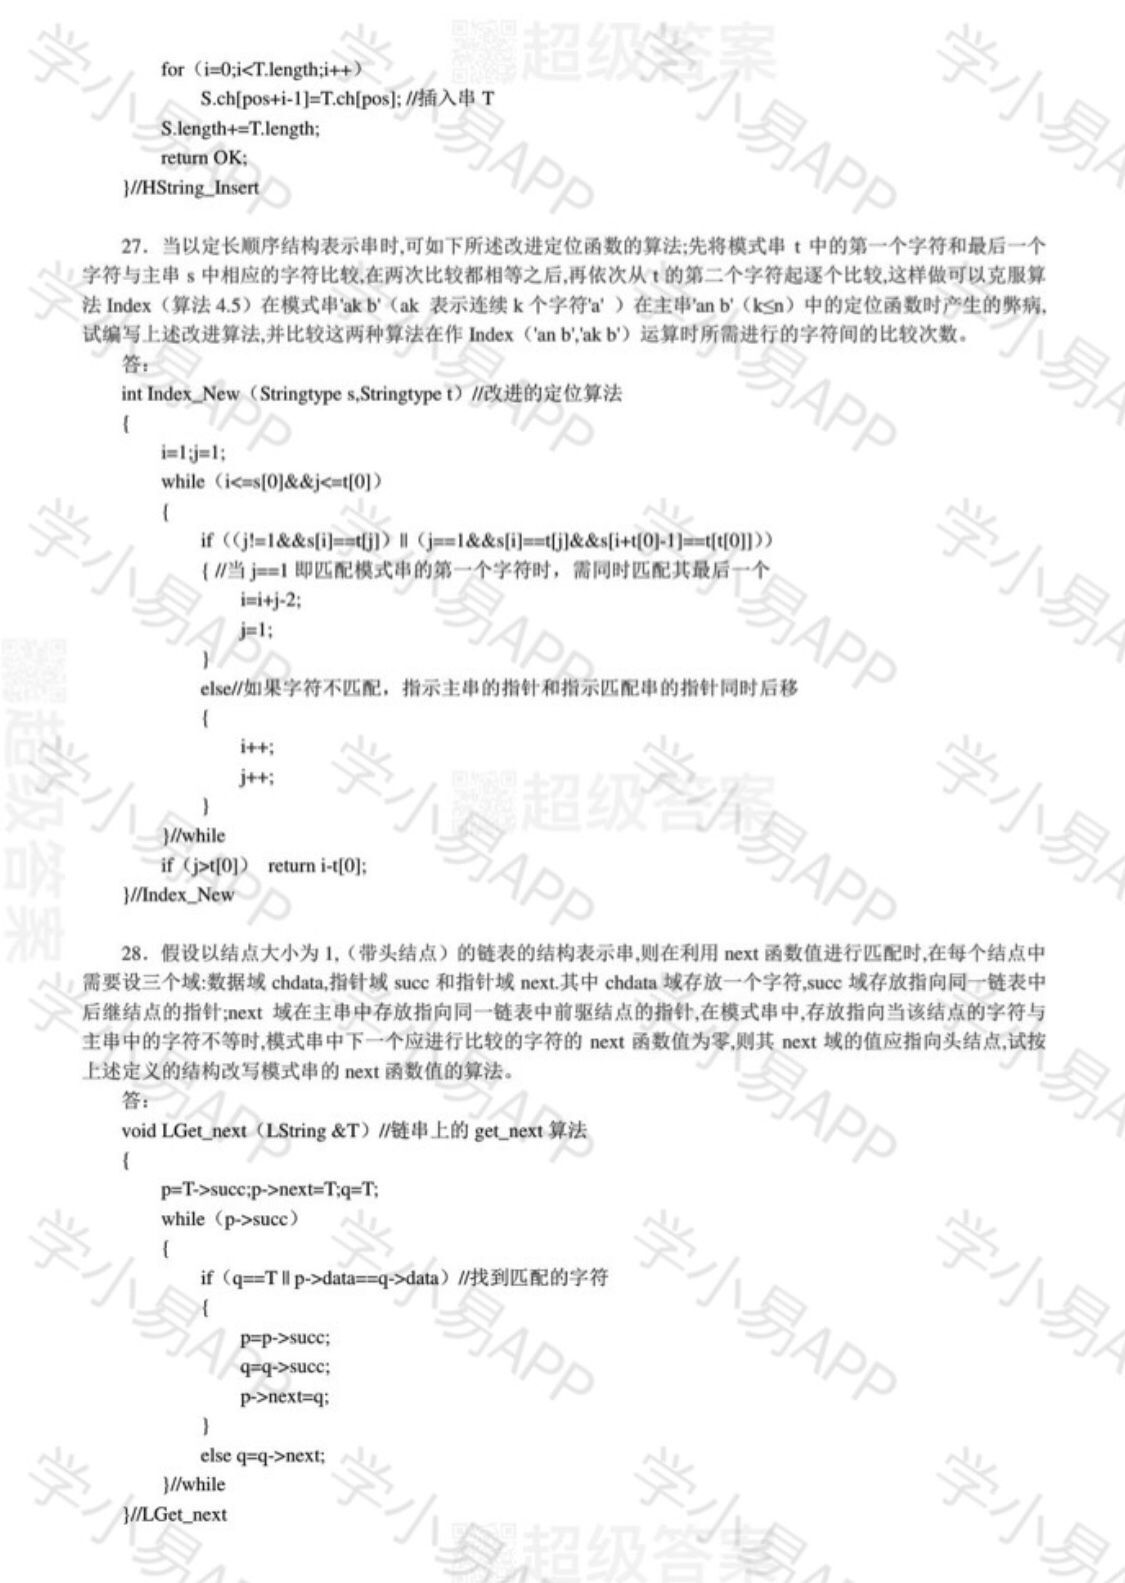 for（i=0;i<T.length;i++）
S.ch[pos+i-1]=T.ch[pos]; //插入串 T
S.length+=T.length;
return OK;
}//HString_Insert
27．当以定长顺序结构表示串时,可如下所述改进定位函数的算法;先将模式串 t 中的第一个字符和最后一个
字符与主串 s 中相应的字符比较,在两次比较都相等之后,再依次从 t 的第二个字符起逐个比较,这样做可以克服算
法 Index（算法 4.5）在模式串'ak b'（ak 表示连续 k 个字符'a' ）在主串'an b'（k≤n）中的定位函数时产生的弊病,
试编写上述改进算法,并比较这两种算法在作 Index（'an b','ak b'）运算时所需进行的字符间的比较次数。
答：
int Index_New（Stringtype s,Stringtype t）//改进的定位算法
{
i=1;j=1;
while（i<=s[0]&&j<=t[0]）
{
if（（j!=1&&s[i]==t[j]）||（j==1&&s[i]==t[j]&&s[i+t[0]-1]==t[t[0]]））
{ //当 j==1 即匹配模式串的第一个字符时，需同时匹配其最后一个
i=i+j-2;
j=1;
}
else//如果字符不匹配，指示主串的指针和指示匹配串的指针同时后移
{
i++;
j++;
}
}//while
if（j>t[0]） return i-t[0];
}//Index_New
28．假设以结点大小为 1,（带头结点）的链表的结构表示串,则在利用 next 函数值进行匹配时,在每个结点中
需要设三个域:数据域 chdata,指针域 succ 和指针域 next.其中 chdata 域存放一个字符,succ 域存放指向同一链表中
后继结点的指针;next 域在主串中存放指向同一链表中前驱结点的指针,在模式串中,存放指向当该结点的字符与
主串中的字符不等时,模式串中下一个应进行比较的字符的 next 函数值为零,则其 next 域的值应指向头结点,试按
上述定义的结构改写模式串的 next 函数值的算法。
答：
void LGet_next（LString &T）//链串上的 get_next 算法
{
p=T->succ;p->next=T;q=T;
while（p->succ）
{
if（q==T || p->data==q->data）//找到匹配的字符
{
p=p->succ;
q=q->succ;
p->next=q;
}
else q=q->next;
}//while
}//LGet_next
学小易APP
超级答案